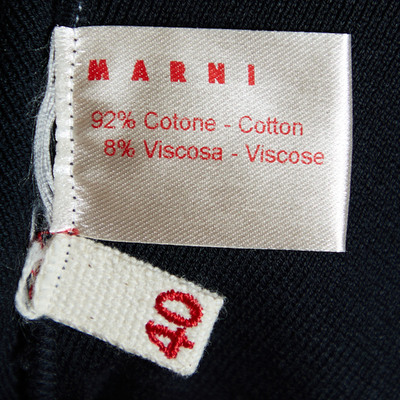 MARNI
92% Cotone - Cotton
8% Viscosa - Viscose
40